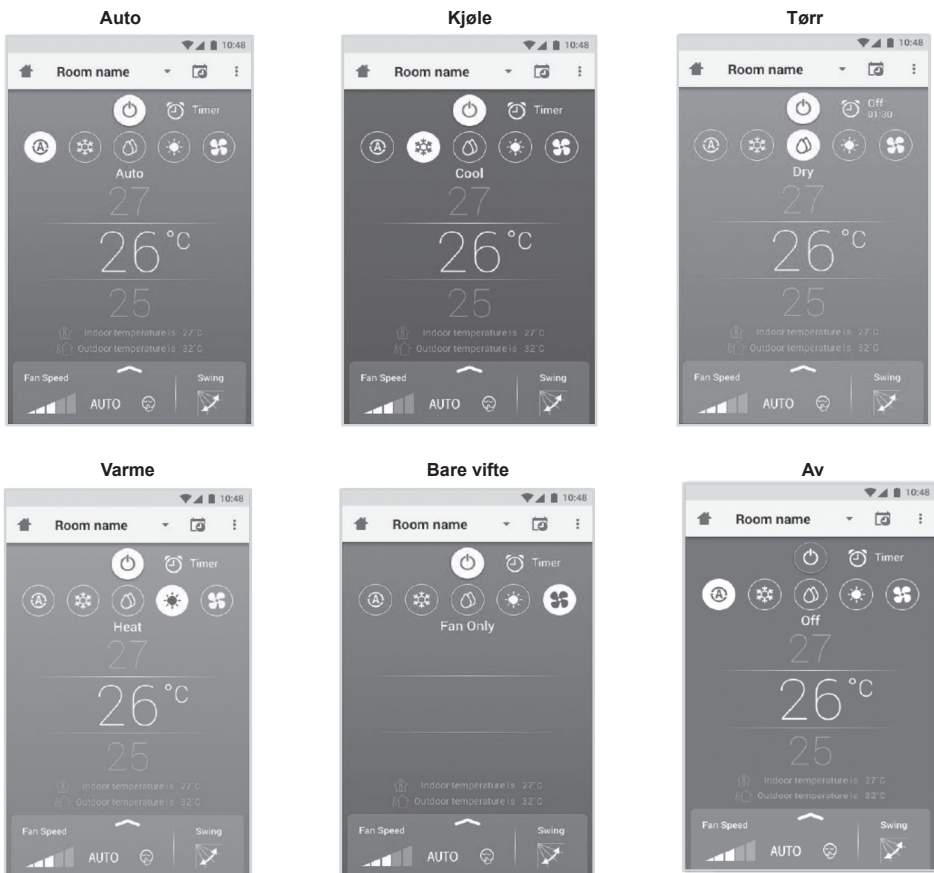 Auto
10:48
Room name
Timer
Auto
27
26°C
25
Indoor temperature is 27°C
Outdoor temperature is 32°C
Fan Speed
Swing
AUTO
Kjøle
10:48
Room name
Timer
Cool
27
26°C
25
Indoor temperature is 27°C
Outdoor temperature is 32°C
Fan Speed
Swing
AUTO
Tørr
10:48
Room name
Off
01:30
Dry
27
26°C
25
Indoor temperature is 27°C
Outdoor temperature is 32°C
Fan Speed
Swing
AUTO
Varme
10:48
Room name
Timer
Heat
27
26°C
25
Indoor temperature is 27°C
Outdoor temperature is 32°C
Fan Speed
Swing
AUTO
Bare vifte
10:48
Room name
Timer
Fan Only
Indoor temperature is 27°C
Outdoor temperature is 32°C
Fan Speed
Swing
AUTO
Av
10:48
Room name
Timer
Off
27
26°C
25
Indoor temperature is 27°C
Outdoor temperature is 32°C
Fan Speed
Swing
AUTO